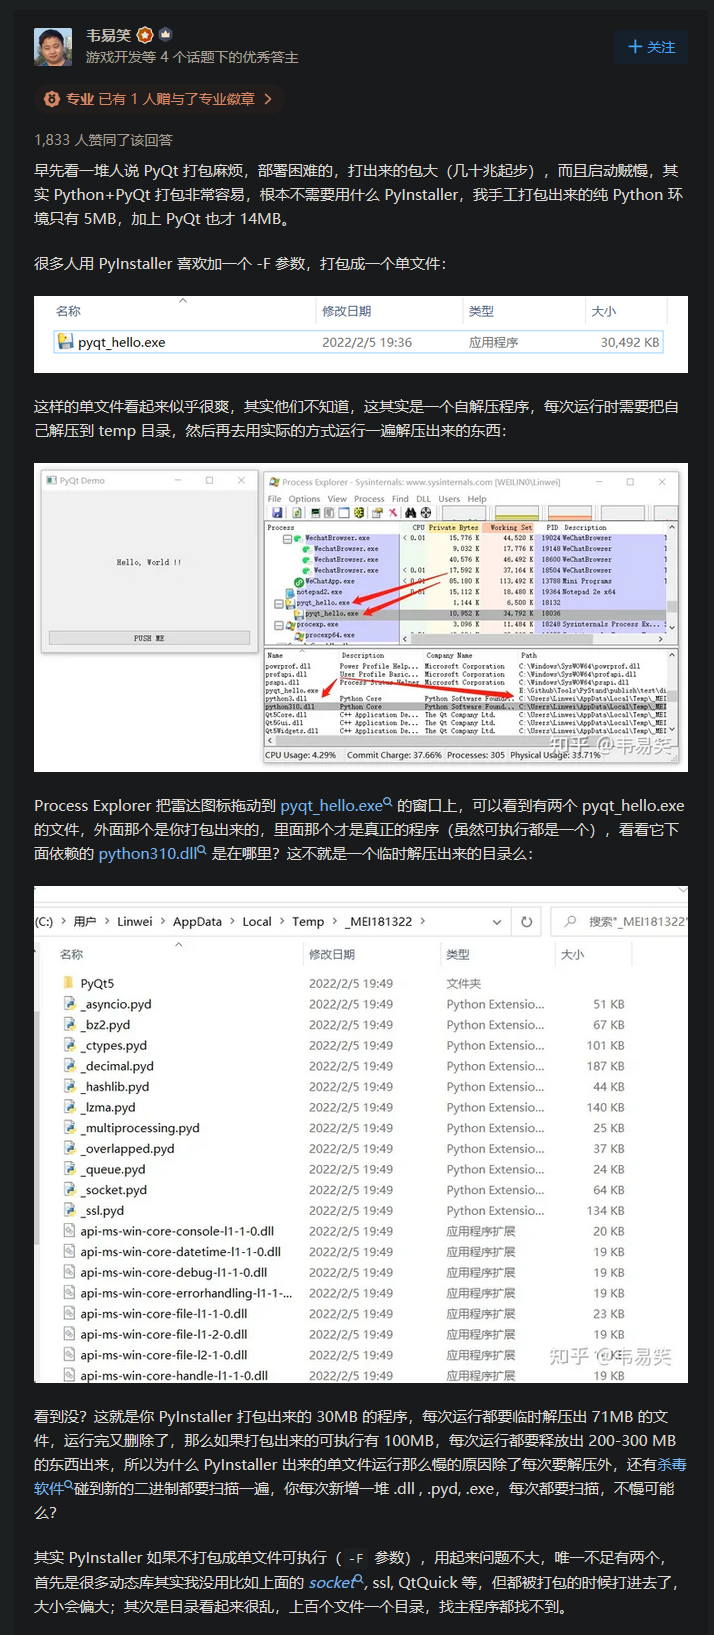 韦易笑
游戏开发等 4 个话题下的优秀答主
+ 关注
专业 已有 1 人赠与了专业徽章 >
1,833 人赞同了该回答
早先看一堆人说 PyQt 打包麻烦，部署困难的，打出来的包大（几十兆起步），而且启动贼慢，其
实 Python+PyQt 打包非常容易，根本不需要用什么 PyInstaller，我手工打包出来的纯 Python 环
境只有 5MB，加上 PyQt 也才 14MB。
很多人用 PyInstaller 喜欢加一个 -F 参数，打包成一个单文件：
名称 修改日期 类型 大小
pyqt_hello.exe 2022/2/5 19:36 应用程序 30,492 KB
这样的单文件看起来似乎很爽，其实他们不知道，这其实是一个自解压程序，每次运行时需要把自
己解压到 temp 目录，然后再去用实际的方式运行一遍解压出来的东西：
PyQt Demo
Hello, World !!
PUSH ME
Process Explorer - Sysinternals: www.sysinternals.com [WEILIN0\Linwei]
File Options View Process Find DLL Users Help
Process CPU Private Bytes Working Set PID Description
WechatBrowser.exe < 0.01 15,776 K 44,520 K 19024 WeChatBrowser
WechatBrowser.exe 9,032 K 17,776 K 19148 WeChatBrowser
WechatBrowser.exe 40,576 K 46,492 K 18600 WeChatBrowser
WechatBrowser.exe < 0.01 17,592 K 37,164 K 18504 WeChatBrowser
WeChatApp.exe < 0.01 85,180 K 113,492 K 13788 Mini Programs
notepad2.exe 15,112 K 18,480 K 19364 Notepad 2e x64
pyqt_hello.exe 1,144 K 6,500 K 18132
pyqt_hello.exe 10,952 K 34,792 K 18036
procexp.exe 3,096 K 11,484 K 18248 Sysinternals Process Ex...
procexp64.exe < 0.01 Sysinternals Process Ex...
Name Description Company Name Path
powrprof.dll Power Profile Help... Microsoft Corporation C:\Windows\SysWOW64\powrprof.dll
profapi.dll User Profile Basic... Microsoft Corporation C:\Windows\SysWOW64\profapi.dll
psapi.dll Process Status Helper Microsoft Corporation C:\Windows\SysWOW64\psapi.dll
pyqt_hello.exe E:\Github\Tools\PyStand\publish\test\di
python3.dll Python Core Python Software Found... C:\Users\Linwei\AppData\Local\Temp\_MEI
python310.dll Python Core Python Software Found... C:\Users\Linwei\AppData\Local\Temp\_MEI
Qt5Core.dll C++ Application De... The Qt Company Ltd. C:\Users\Linwei\AppData\Local\Temp\_MEI
Qt5Gui.dll C++ Application De... The Qt Company Ltd. C:\Users\Linwei\AppData\Local\Temp\_MEI
Qt5Widgets.dll C++ Application De... The Qt Company Ltd. C:\Users\Linwei\AppData\Local\Temp\_MEI
知乎 @韦易笑
CPU Usage: 4.29% Commit Charge: 37.66% Processes: 305 Physical Usage: 33.71%
Process Explorer 把雷达图标拖动到 pyqt_hello.exe 的窗口上，可以看到有两个 pyqt_hello.exe
的文件，外面那个是你打包出来的，里面那个才是真正的程序（虽然可执行都是一个），看看它下
面依赖的 python310.dll 是在哪里？这不就是一个临时解压出来的目录么：
(C:) > 用户 > Linwei > AppData > Local > Temp > _MEI181322 > 搜索"_MEI181322"
名称 修改日期 类型 大小
PyQt5 2022/2/5 19:49 文件夹
_asyncio.pyd 2022/2/5 19:49 Python Extensio... 51 KB
_bz2.pyd 2022/2/5 19:49 Python Extensio... 67 KB
_ctypes.pyd 2022/2/5 19:49 Python Extensio... 101 KB
_decimal.pyd 2022/2/5 19:49 Python Extensio... 187 KB
_hashlib.pyd 2022/2/5 19:49 Python Extensio... 44 KB
_lzma.pyd 2022/2/5 19:49 Python Extensio... 140 KB
_multiprocessing.pyd 2022/2/5 19:49 Python Extensio... 25 KB
_overlapped.pyd 2022/2/5 19:49 Python Extensio... 37 KB
_queue.pyd 2022/2/5 19:49 Python Extensio... 24 KB
_socket.pyd 2022/2/5 19:49 Python Extensio... 64 KB
_ssl.pyd 2022/2/5 19:49 Python Extensio... 134 KB
api-ms-win-core-console-l1-1-0.dll 2022/2/5 19:49 应用程序扩展 20 KB
api-ms-win-core-datetime-l1-1-0.dll 2022/2/5 19:49 应用程序扩展 19 KB
api-ms-win-core-debug-l1-1-0.dll 2022/2/5 19:49 应用程序扩展 19 KB
api-ms-win-core-errorhandling-l1-1-... 2022/2/5 19:49 应用程序扩展 19 KB
api-ms-win-core-file-l1-1-0.dll 2022/2/5 19:49 应用程序扩展 23 KB
api-ms-win-core-file-l1-2-0.dll 2022/2/5 19:49 应用程序扩展 19 KB
api-ms-win-core-file-l2-1-0.dll 2022/2/5 19:49 应用程序扩展 KB
知乎 @韦易笑
api-ms-win-core-handle-l1-1-0.dll 2022/2/5 19:49 应用程序扩展 19 KB
看到没？这就是你 PyInstaller 打包出来的 30MB 的程序，每次运行都要临时解压出 71MB 的文
件，运行完又删除了，那么如果打包出来的可执行有 100MB，每次运行都要释放出 200-300 MB
的东西出来，所以为什么 PyInstaller 出来的单文件运行那么慢的原因除了每次要解压外，还有杀毒
软件碰到新的二进制都要扫描一遍，你每次新增一堆 .dll , .pyd, .exe，每次都要扫描，不慢可能
么？
其实 PyInstaller 如果不打包成单文件可执行（ -F 参数），用起来问题不大，唯一不足有两个，
首先是很多动态库其实我没用比如上面的 socket, ssl, QtQuick 等，但都被打包的时候打进去了，
大小会偏大；其次是目录看起来很乱，上百个文件一个目录，找主程序都找不到。